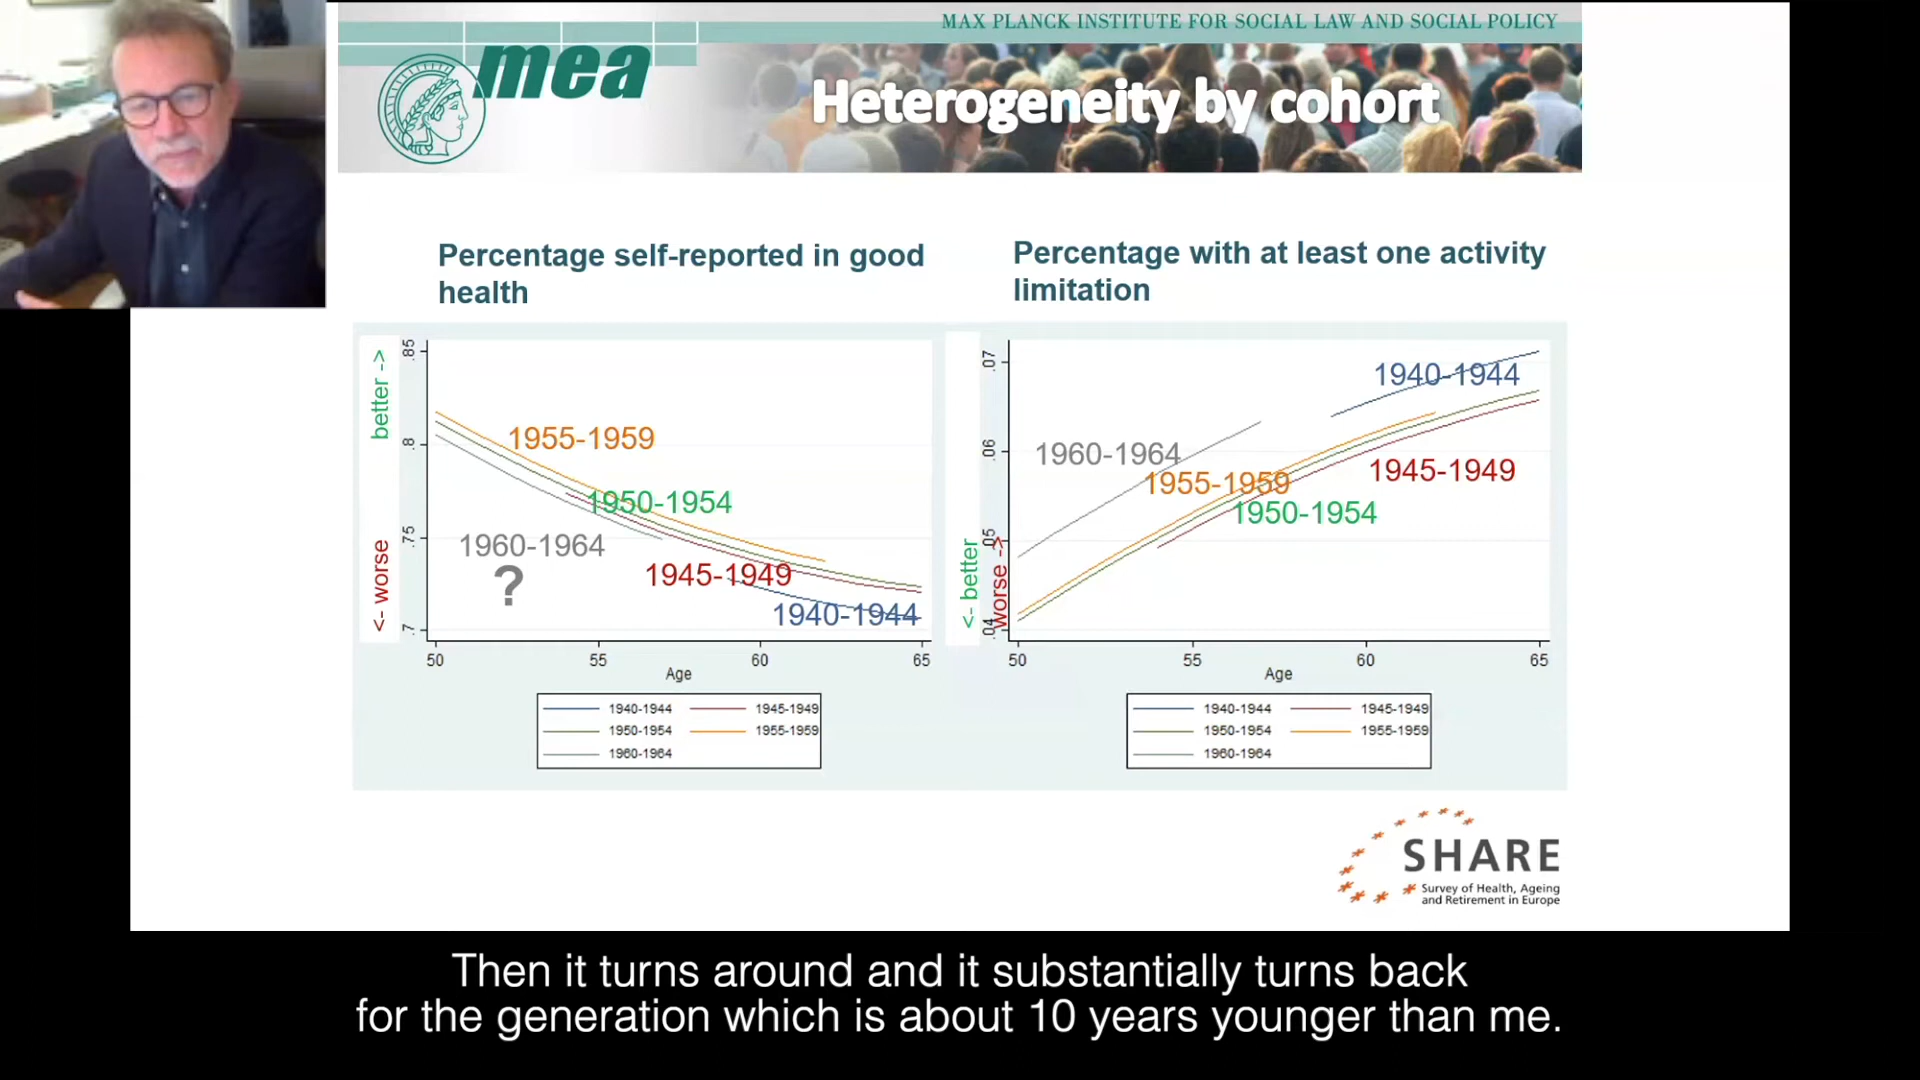 MAX PLANCK INSTITUTE FOR SOCIAL LAW AND SOCIAL POLICY
mea
Heterogeneity by cohort
Percentage self-reported in good
health
better ->
<- worse
.85
.8
.75
.7
1955-1959
1950-1954
1960-1964
?
1945-1949
1940-1944
50 55 60 65
Age
1940-1944 1945-1949
1950-1954 1955-1959
1960-1964
Percentage with at least one activity
limitation
<- better
worse ->
.07
.06
.05
.04
1940-1944
1960-1964
1955-1959
1945-1949
1950-1954
50 55 60 65
Age
1940-1944 1945-1949
1950-1954 1955-1959
1960-1964
SHARE
Survey of Health, Ageing
and Retirement in Europe
Then it turns around and it substantially turns back
for the generation which is about 10 years younger than me.